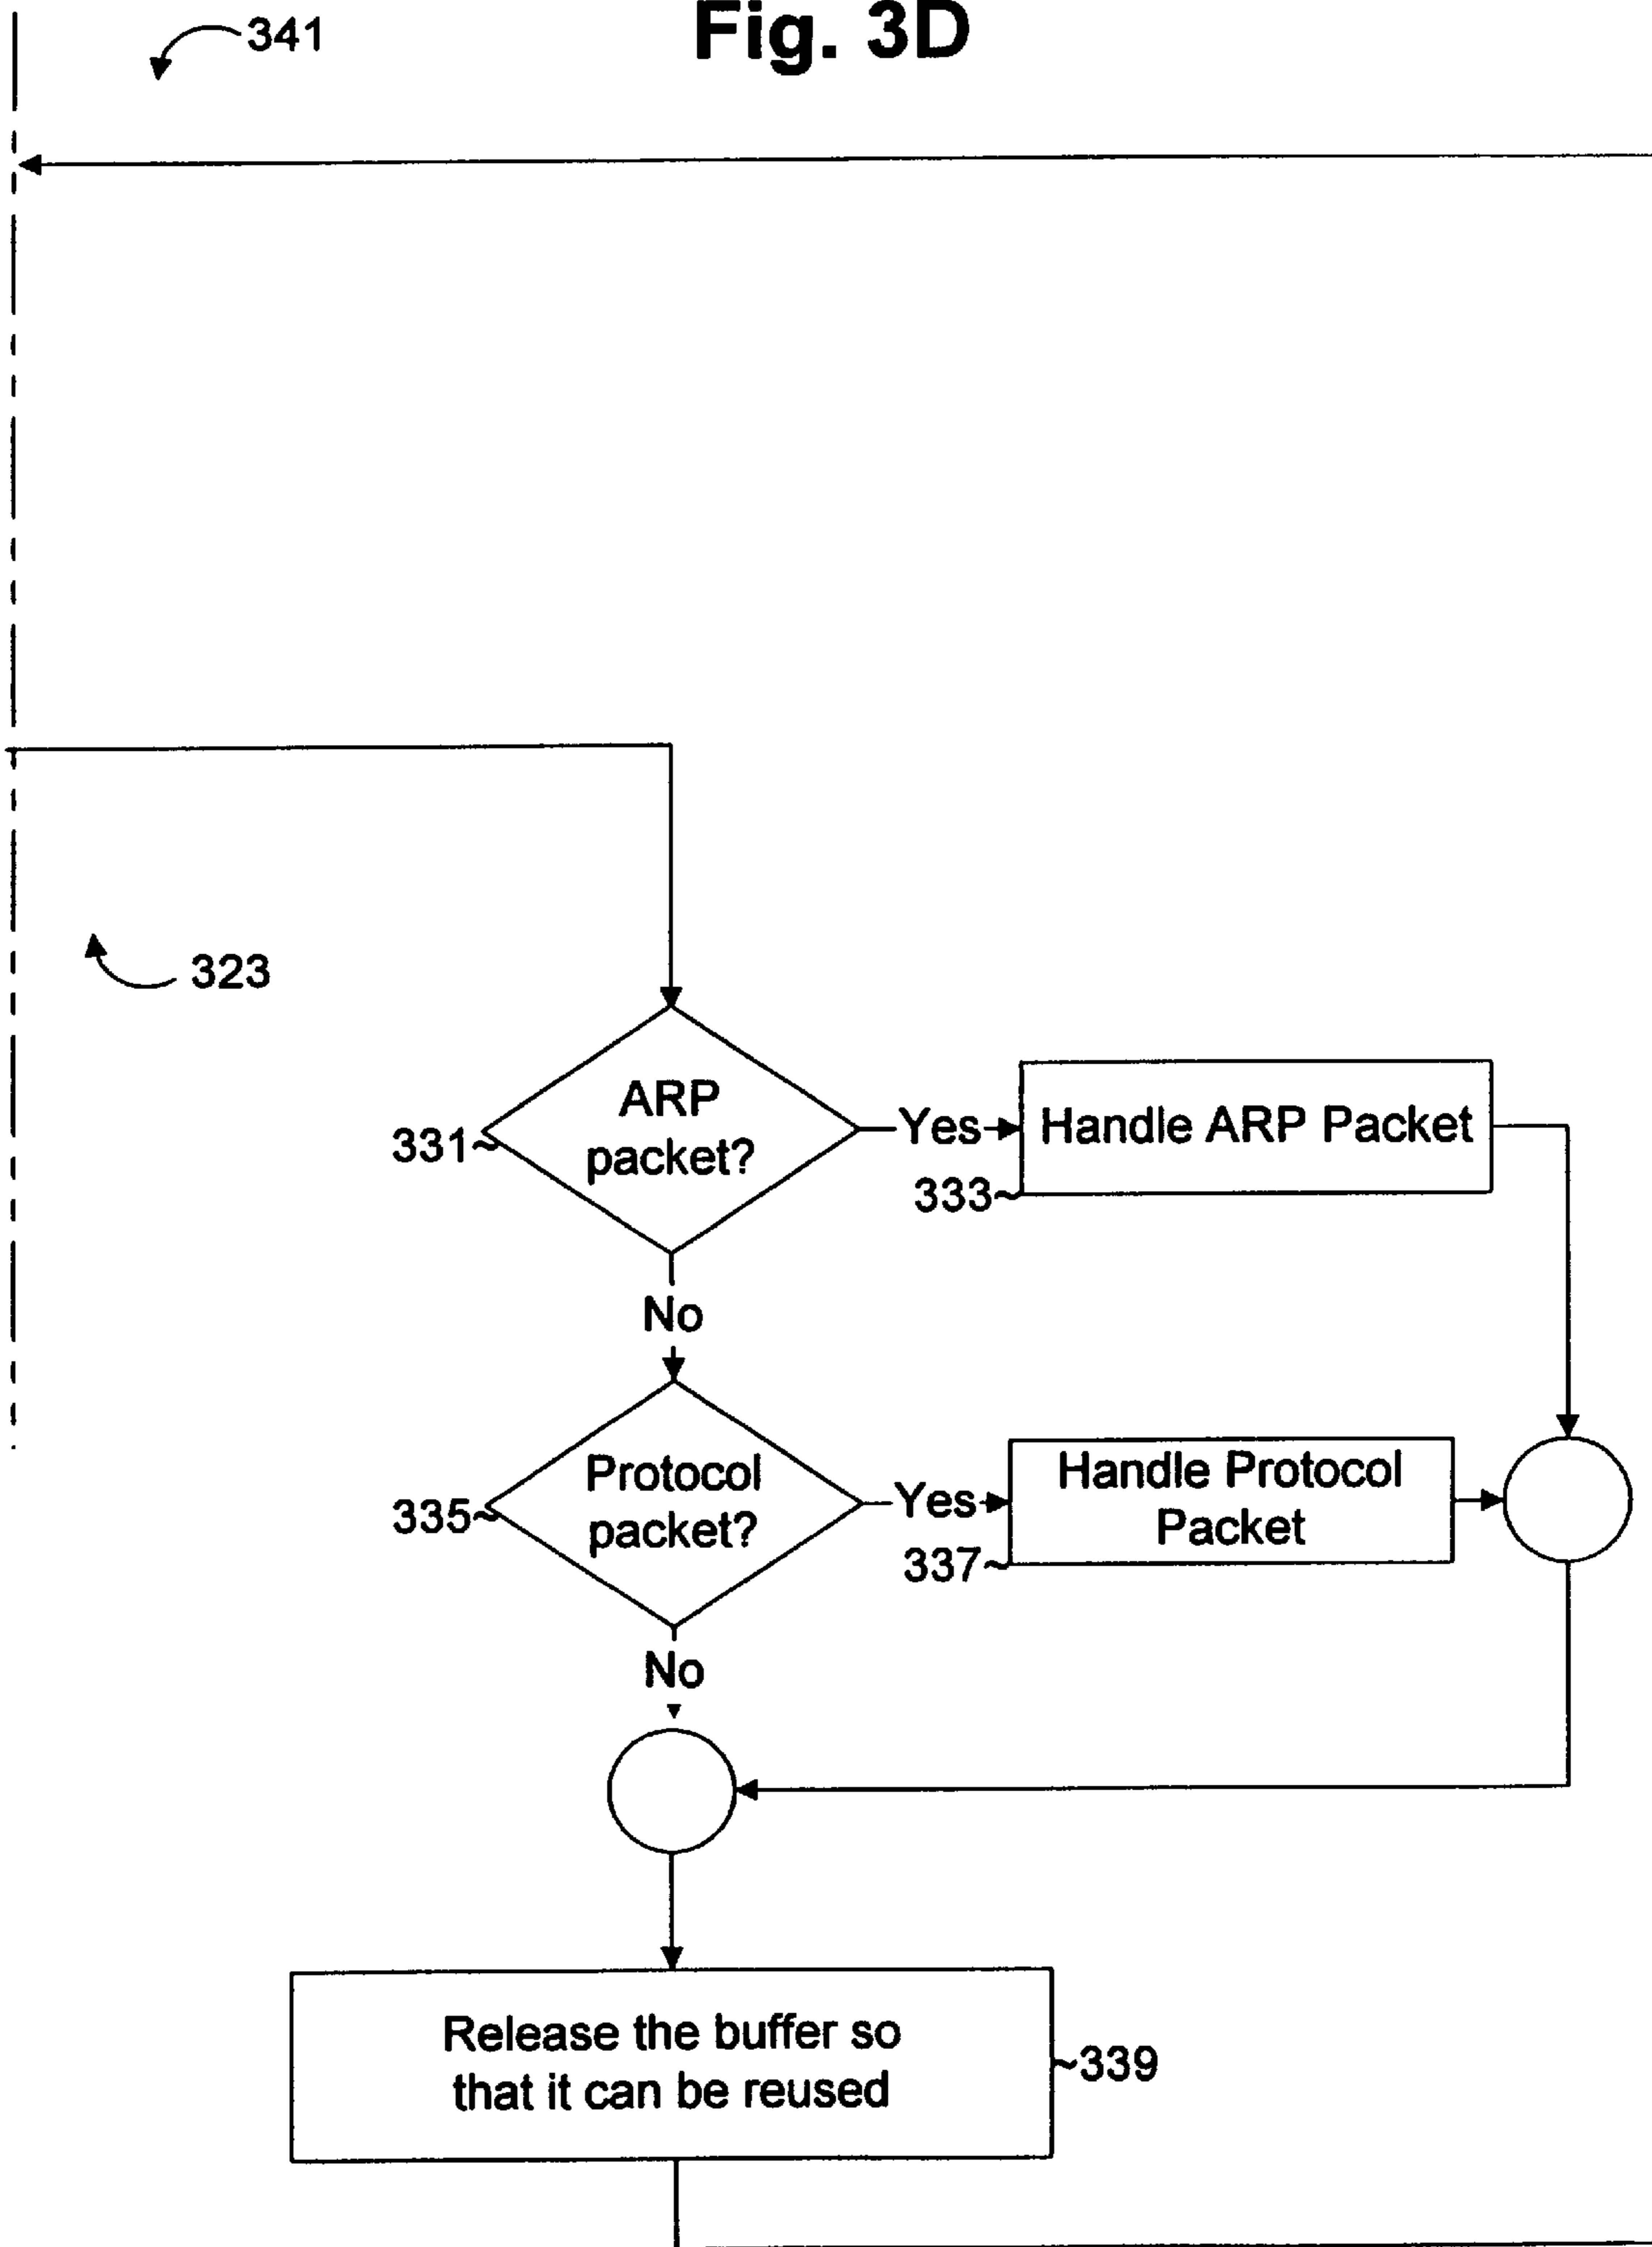 Fig. 3D
341
323
ARP
packet?
331
Yes
Handle ARP Packet
333
No
Protocol
packet?
335
Yes
Handle Protocol
Packet
337
No
Release the buffer so
that it can be reused
339